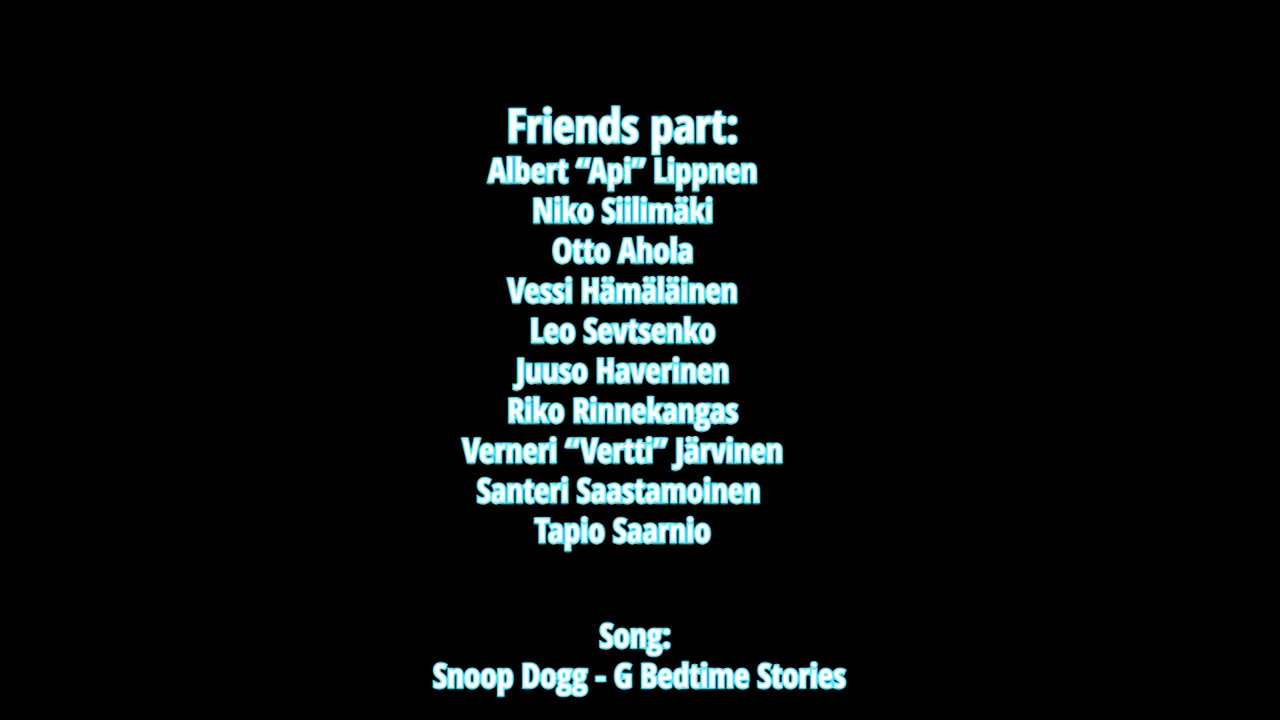 Friends part:
Albert “Api” Lippnen
Niko Siilimäki
Otto Ahola
Vessi Hämäläinen
Leo Sevtsenko
Juuso Haverinen
Riko Rinnekangas
Verneri “Vertti” Järvinen
Santeri Saastamoinen
Tapio Saarnio
Song:
Snoop Dogg - G Bedtime Stories